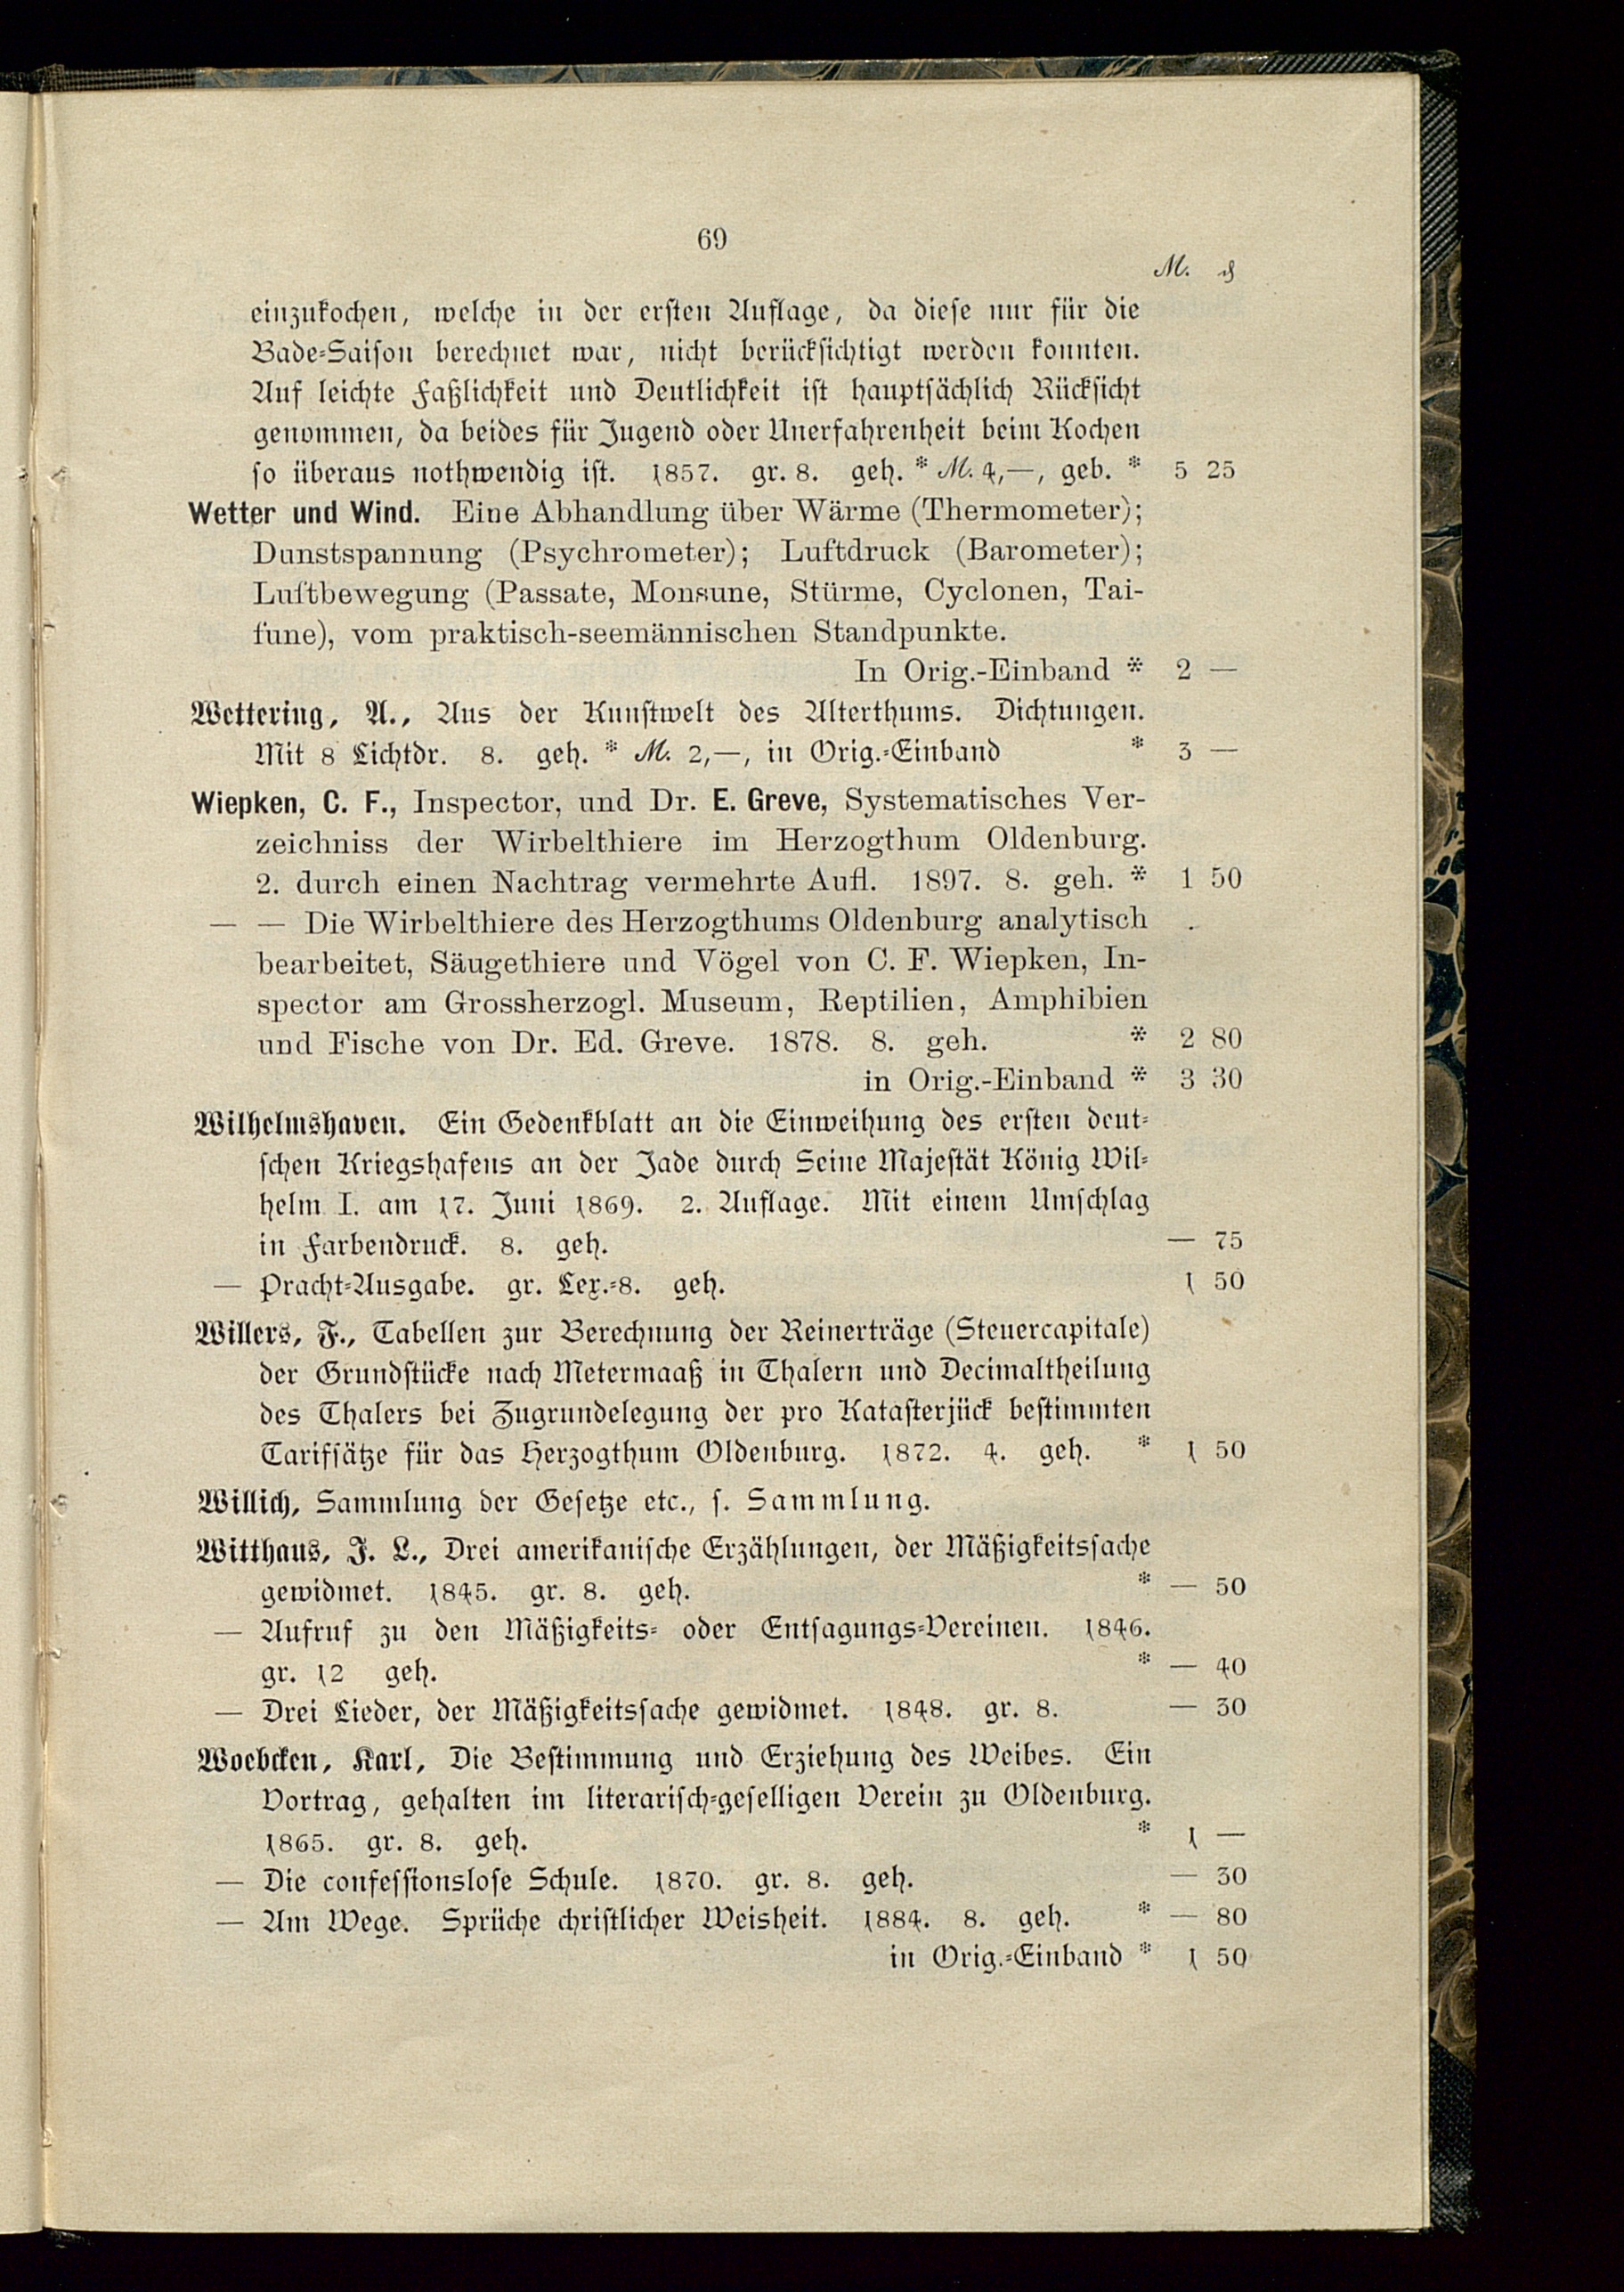 69
M. ₰
einzukochen, welche in der ersten Auflage, da diese nur für die
Bade-Saison berechnet war, nicht berücksichtigt werden konnten.
Auf leichte Faßlichkeit und Deutlichkeit ist hauptsächlich Rücksicht
genommen, da beides für Jugend oder Unerfahrenheit beim Kochen
so überaus nothwendig ist. 1857. gr. 8. geh. * M. 4,—, geb. * 5 25
Wetter und Wind. Eine Abhandlung über Wärme (Thermometer);
Dunstspannung (Psychrometer); Luftdruck (Barometer);
Luftbewegung (Passate, Monsune, Stürme, Cyclonen, Tai-
fune), vom praktisch-seemännischen Standpunkte.
In Orig.-Einband * 2 —
Wettering, A., Aus der Kunstwelt des Alterthums. Dichtungen.
Mit 8 Lichtdr. 8. geh. * M. 2,—, in Orig.-Einband * 3 —
Wiepken, C. F., Inspector, und Dr. E. Greve, Systematisches Ver-
zeichniss der Wirbelthiere im Herzogthum Oldenburg.
2. durch einen Nachtrag vermehrte Aufl. 1897. 8. geh. * 1 50
— — Die Wirbelthiere des Herzogthums Oldenburg analytisch
bearbeitet, Säugethiere und Vögel von C. F. Wiepken, In-
spector am Grossherzogl. Museum, Reptilien, Amphibien
und Fische von Dr. Ed. Greve. 1878. 8. geh. * 2 80
in Orig.-Einband * 3 30
Wilhelmshaven. Ein Gedenkblatt an die Einweihung des ersten deut-
schen Kriegshafens an der Jade durch Seine Majestät König Wil-
helm I. am 17. Juni 1869. 2. Auflage. Mit einem Umschlag
in Farbendruck. 8. geh. — 75
— Pracht-Ausgabe. gr. Lex.-8. geh. 1 50
Willers, F., Tabellen zur Berechnung der Reinerträge (Steuercapitale)
der Grundstücke nach Metermaaß in Thalern und Decimaltheilung
des Thalers bei Zugrundelegung der pro Katasterjück bestimmten
Tarifsätze für das Herzogthum Oldenburg. 1872. 4. geh. * 1 50
Willich, Sammlung der Gesetze etc., s. Sammlung.
Witthaus, J. L., Drei amerikanische Erzählungen, der Mäßigkeitssache
gewidmet. 1845. gr. 8. geh. * — 50
— Aufruf zu den Mäßigkeits- oder Entsagungs-Vereinen. 1846.
gr. 12 geh. * — 40
— Drei Lieder, der Mäßigkeitssache gewidmet. 1848. gr. 8. — 30
Woebcken, Karl, Die Bestimmung und Erziehung des Weibes. Ein
Vortrag, gehalten im literarisch-geselligen Verein zu Oldenburg.
1865. gr. 8. geh. * 1 —
— Die confessionslose Schule. 1870. gr. 8. geh. — 30
— Am Wege. Sprüche christlicher Weisheit. 1884. 8. geh. * — 80
in Orig.-Einband * 1 50